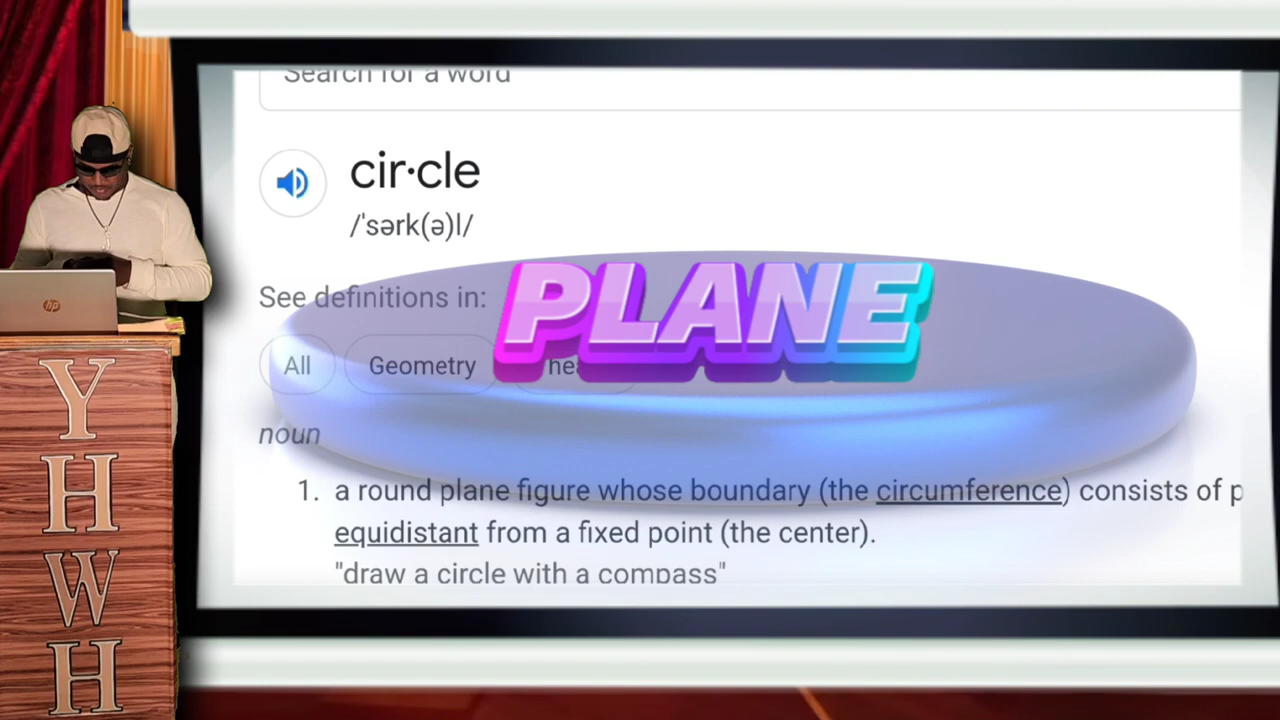 Search for a word
cir·cle
/ˈsərk(ə)l/
PLANE
See definitions in:
All
Geometry
noun
1. a round plane figure whose boundary (the circumference) consists of
equidistant from a fixed point (the center).
"draw a circle with a compass"
hp
Y
H
W
H